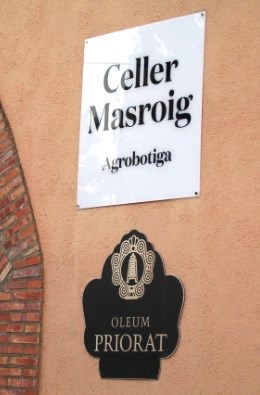 Celler
Masroig
Agrobotiga
OLEUM
PRIORAT